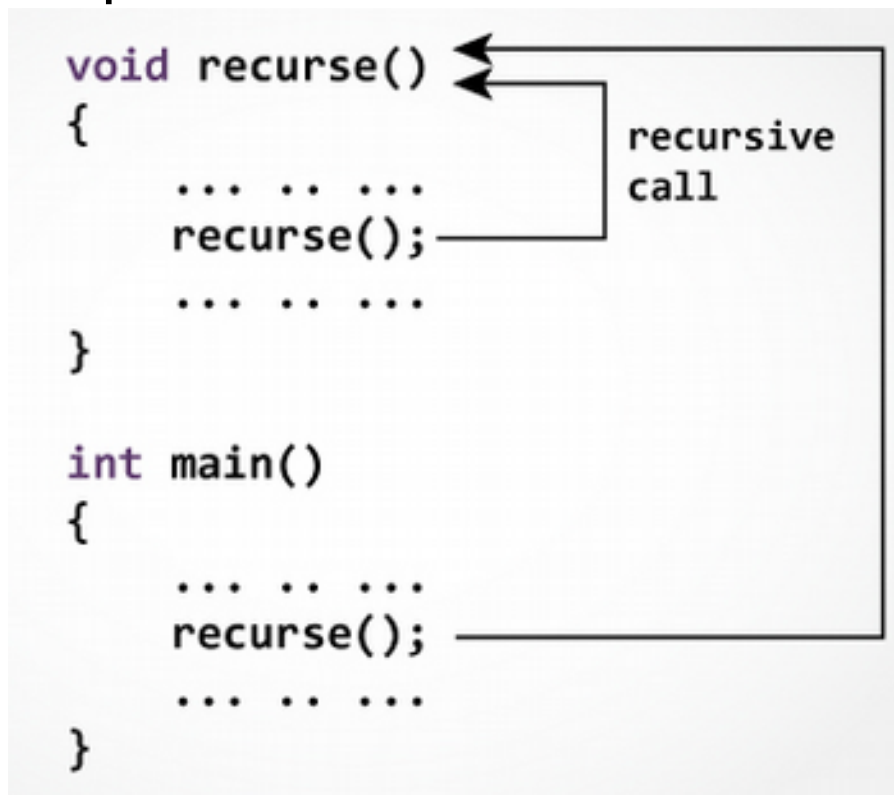 void recurse()
{
... .. ...
recurse();
... .. ...
}
recursive
call
int main()
{
... .. ...
recurse();
... .. ...
}